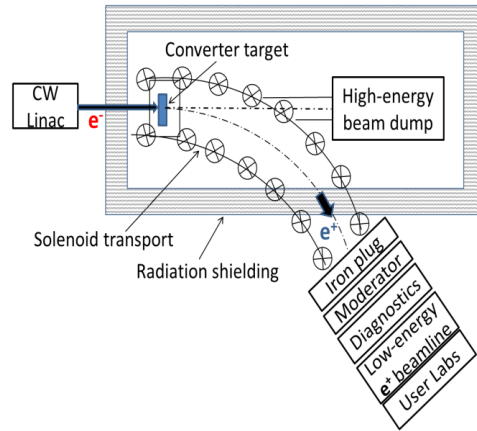 Converter target
CW
Linac
e-
High-energy
beam dump
e+
Solenoid transport
Radiation shielding
Iron plug
Moderator
Diagnostics
Low-energy
e+ beamline
User Labs